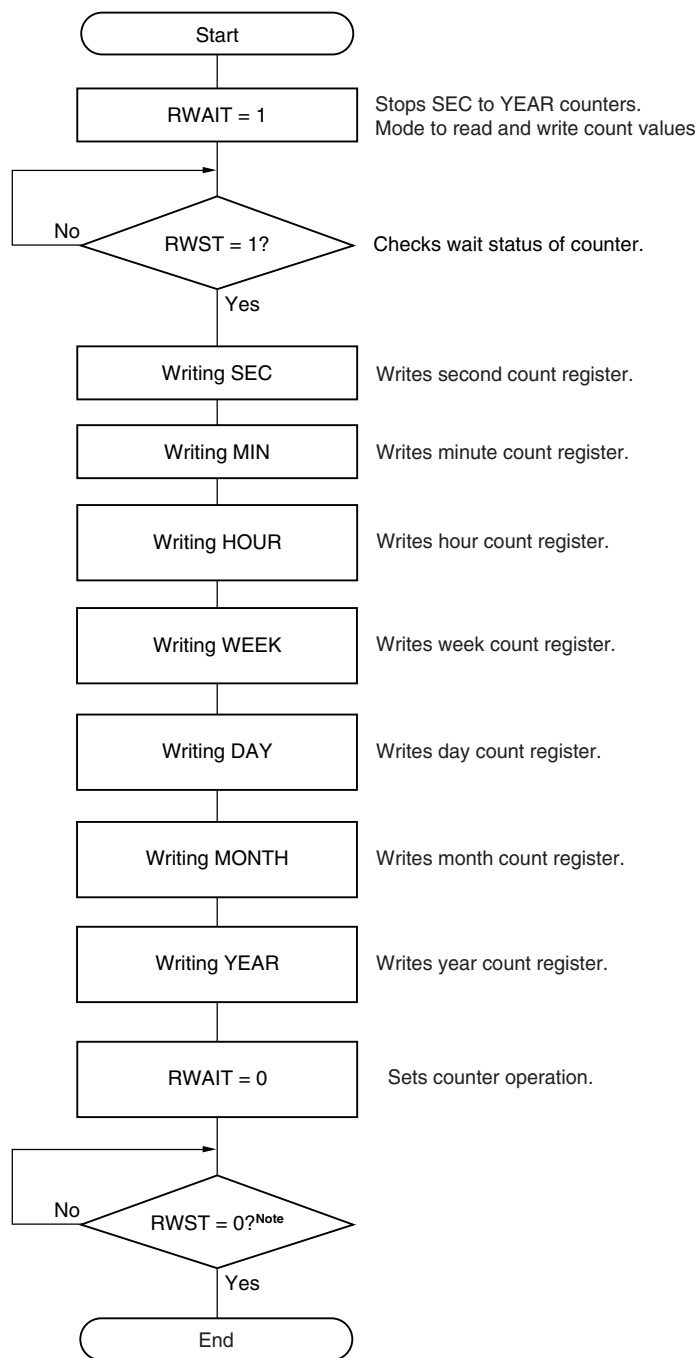 Start
RWAIT = 1
Stops SEC to YEAR counters.
Mode to read and write count values
No
RWST = 1?
Checks wait status of counter.
Yes
Writing SEC
Writes second count register.
Writing MIN
Writes minute count register.
Writing HOUR
Writes hour count register.
Writing WEEK
Writes week count register.
Writing DAY
Writes day count register.
Writing MONTH
Writes month count register.
Writing YEAR
Writes year count register.
RWAIT = 0
Sets counter operation.
No
RWST = 0?Note
Yes
End